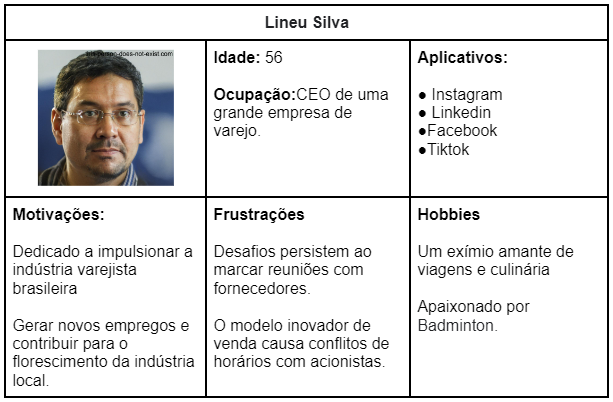 Lineu Silva
this-person-does-not-exist.com
Idade: 56
Ocupação:CEO de uma
grande empresa de
varejo.
Aplicativos:
● Instagram
● Linkedin
●Facebook
●Tiktok
Motivações:
Dedicado a impulsionar a
indústria varejista
brasileira
Gerar novos empregos e
contribuir para o
florescimento da indústria
local.
Frustrações
Desafios persistem ao
marcar reuniões com
fornecedores.
O modelo inovador de
venda causa conflitos de
horários com acionistas.
Hobbies
Um exímio amante de
viagens e culinária
Apaixonado por
Badminton.